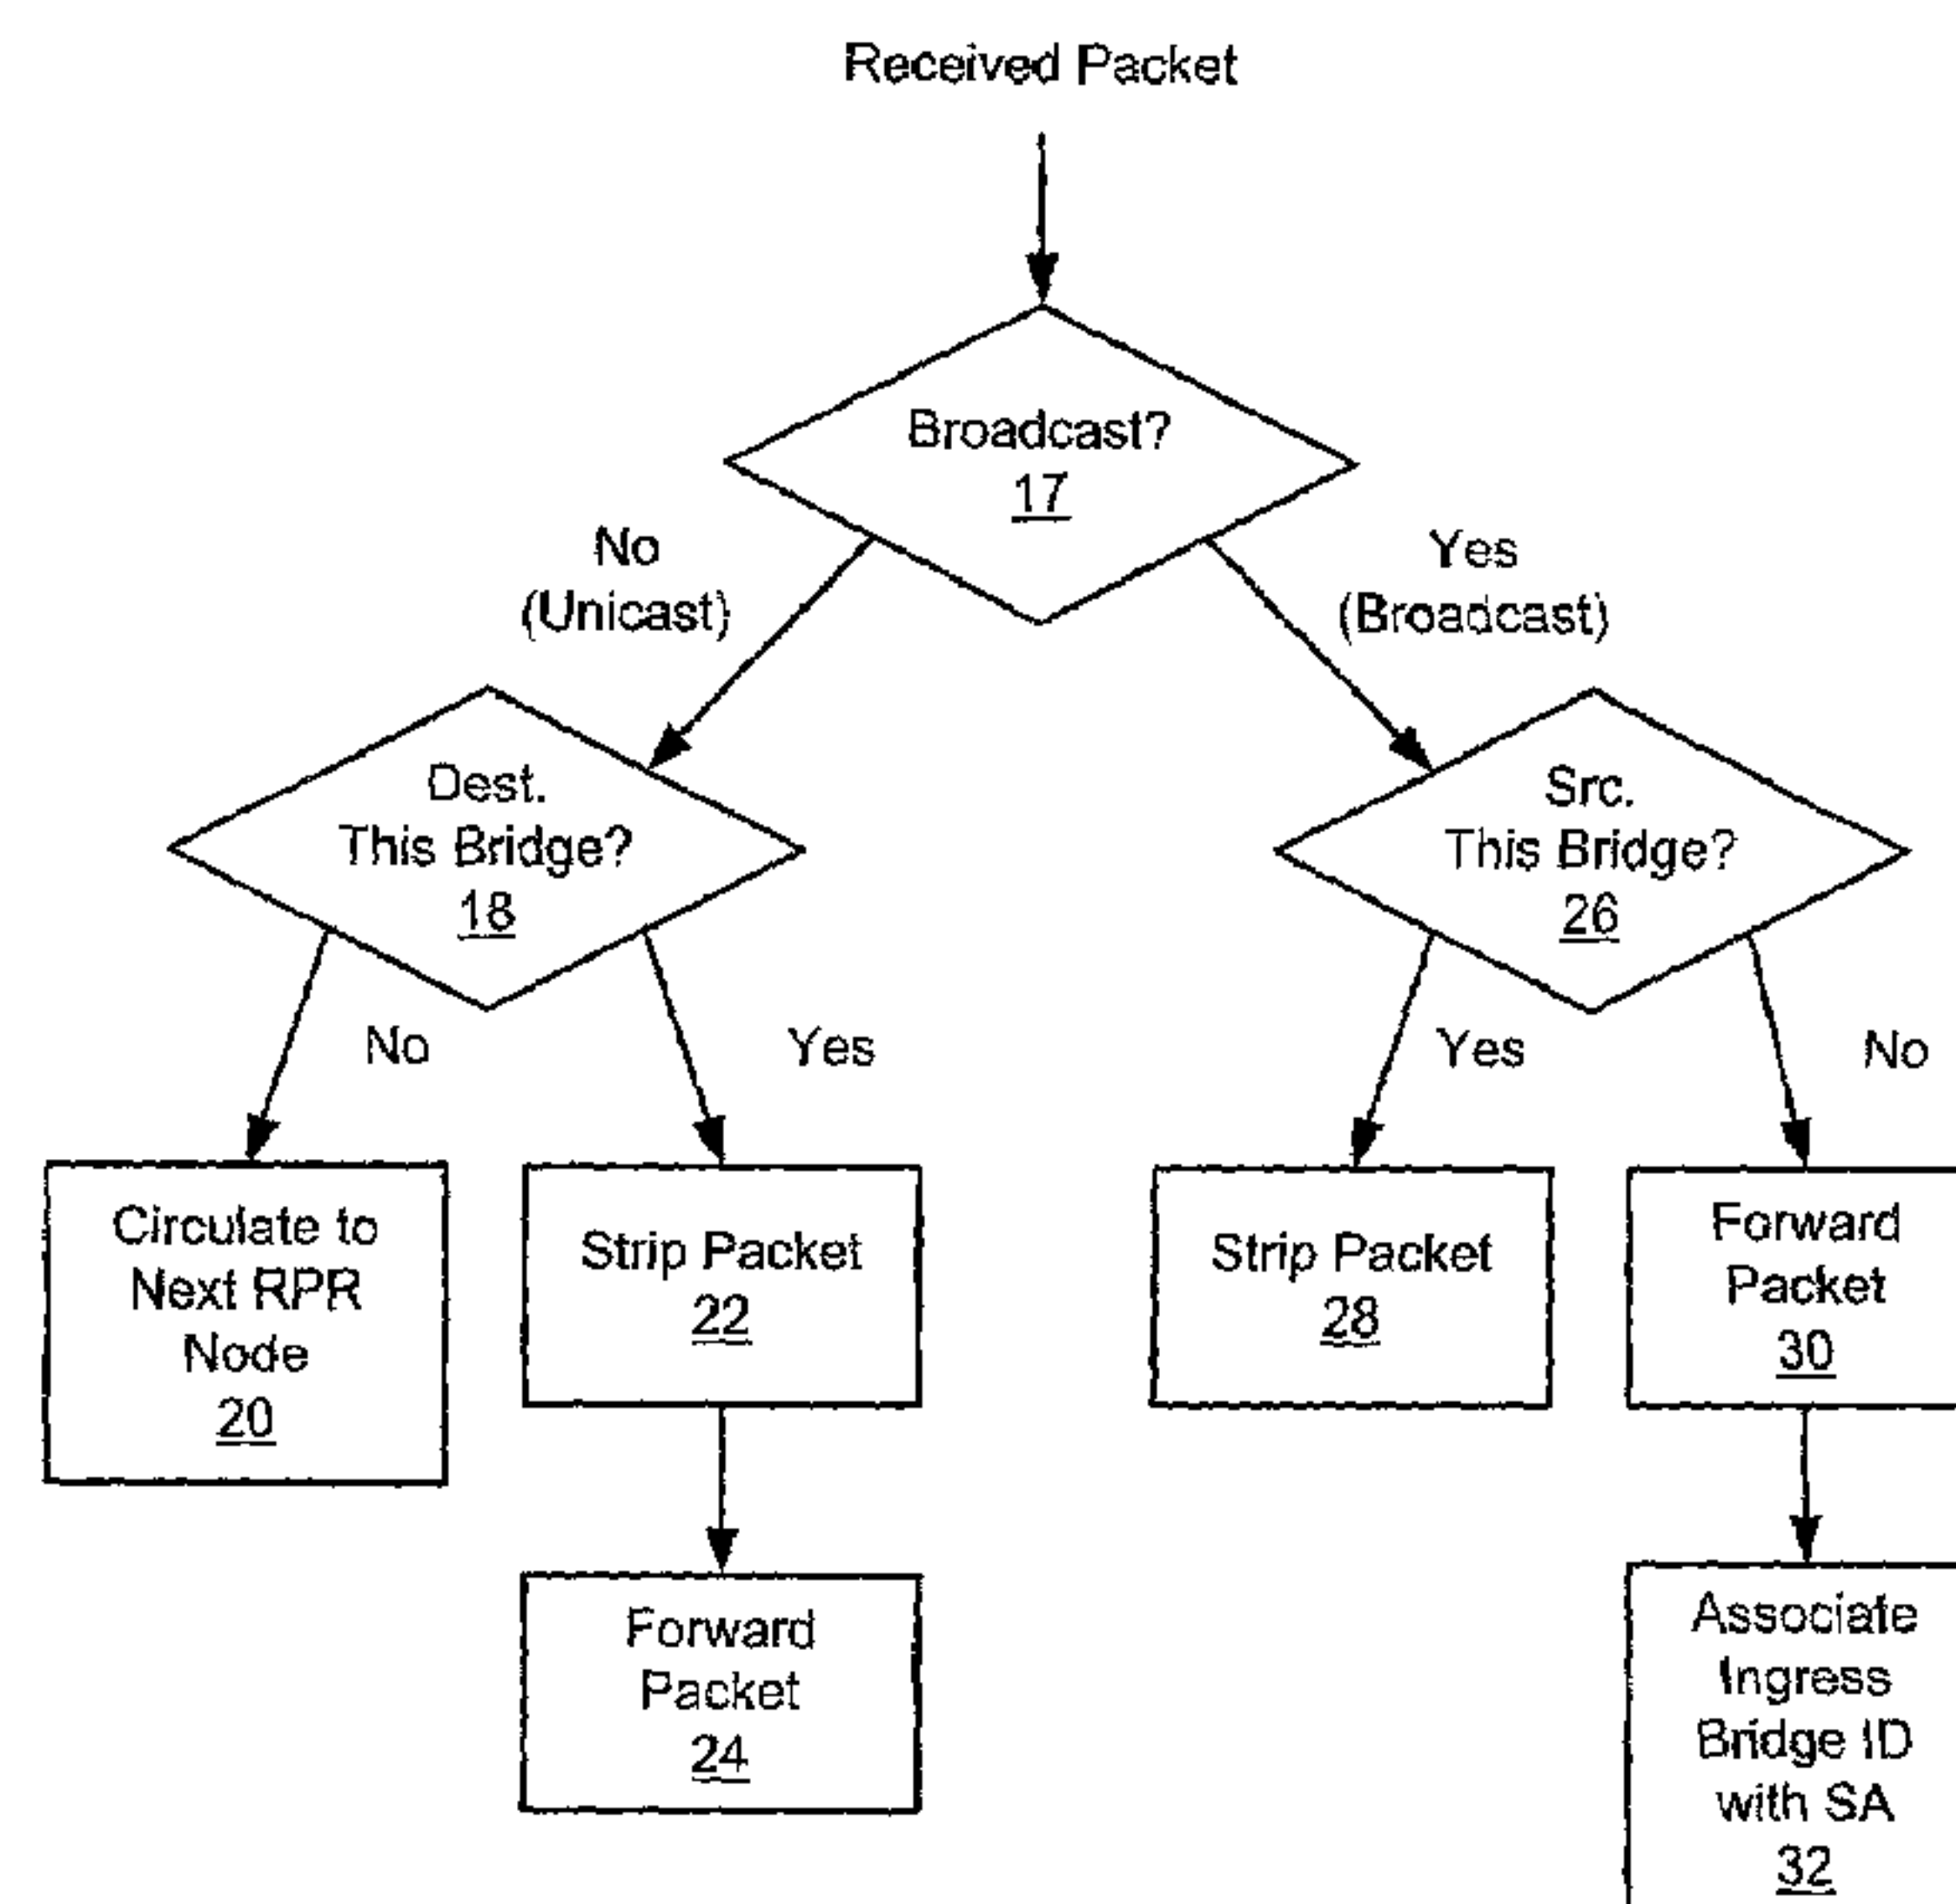 Received Packet
Broadcast?
17
No
(Unicast)
Yes
(Broadcast)
Dest.
This Bridge?
18
Src.
This Bridge?
26
No
Yes
Yes
No
Circulate to
Next RPR
Node
20
Strip Packet
22
Strip Packet
28
Forward
Packet
30
Forward
Packet
24
Associate
Ingress
Bridge ID
with SA
32